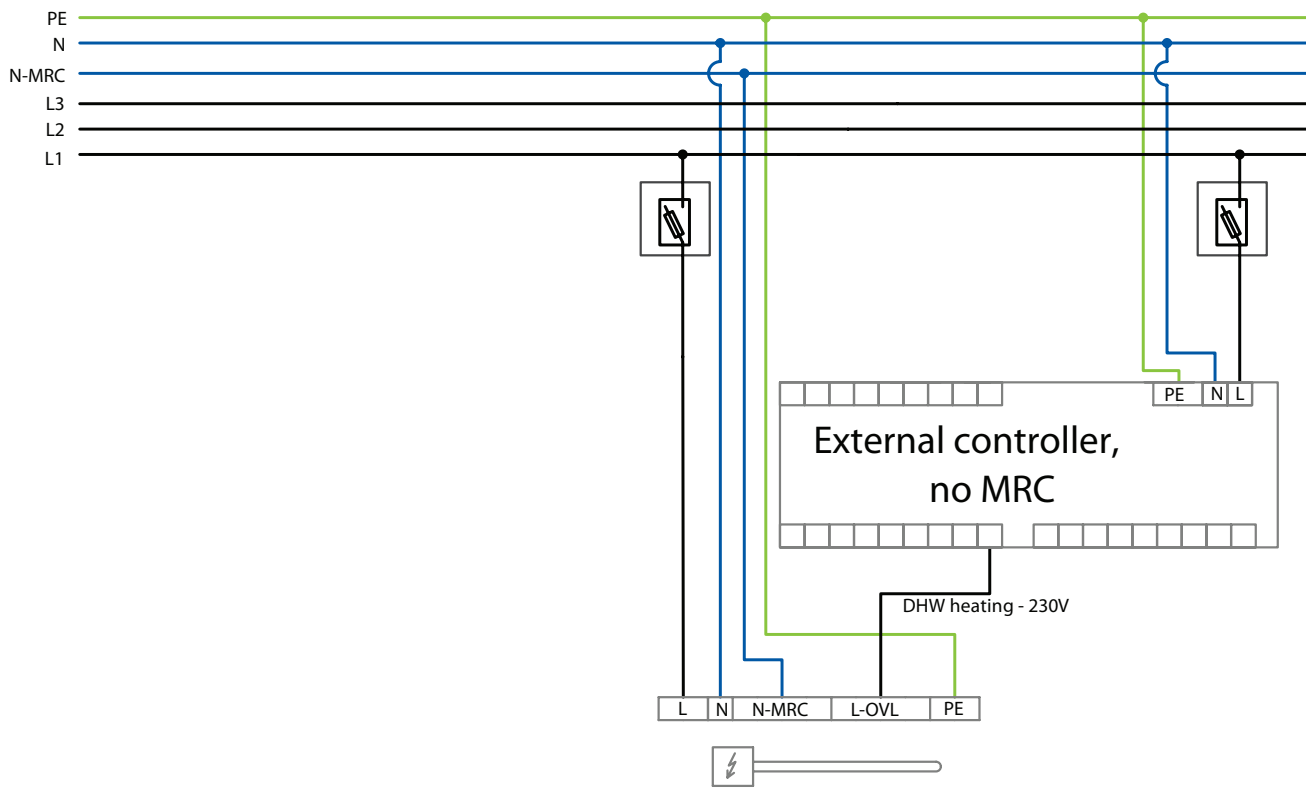 PE
N
N-MRC
L3
L2
L1
PE N L
External controller,
no MRC
DHW heating - 230V
L N N-MRC L-OVL PE